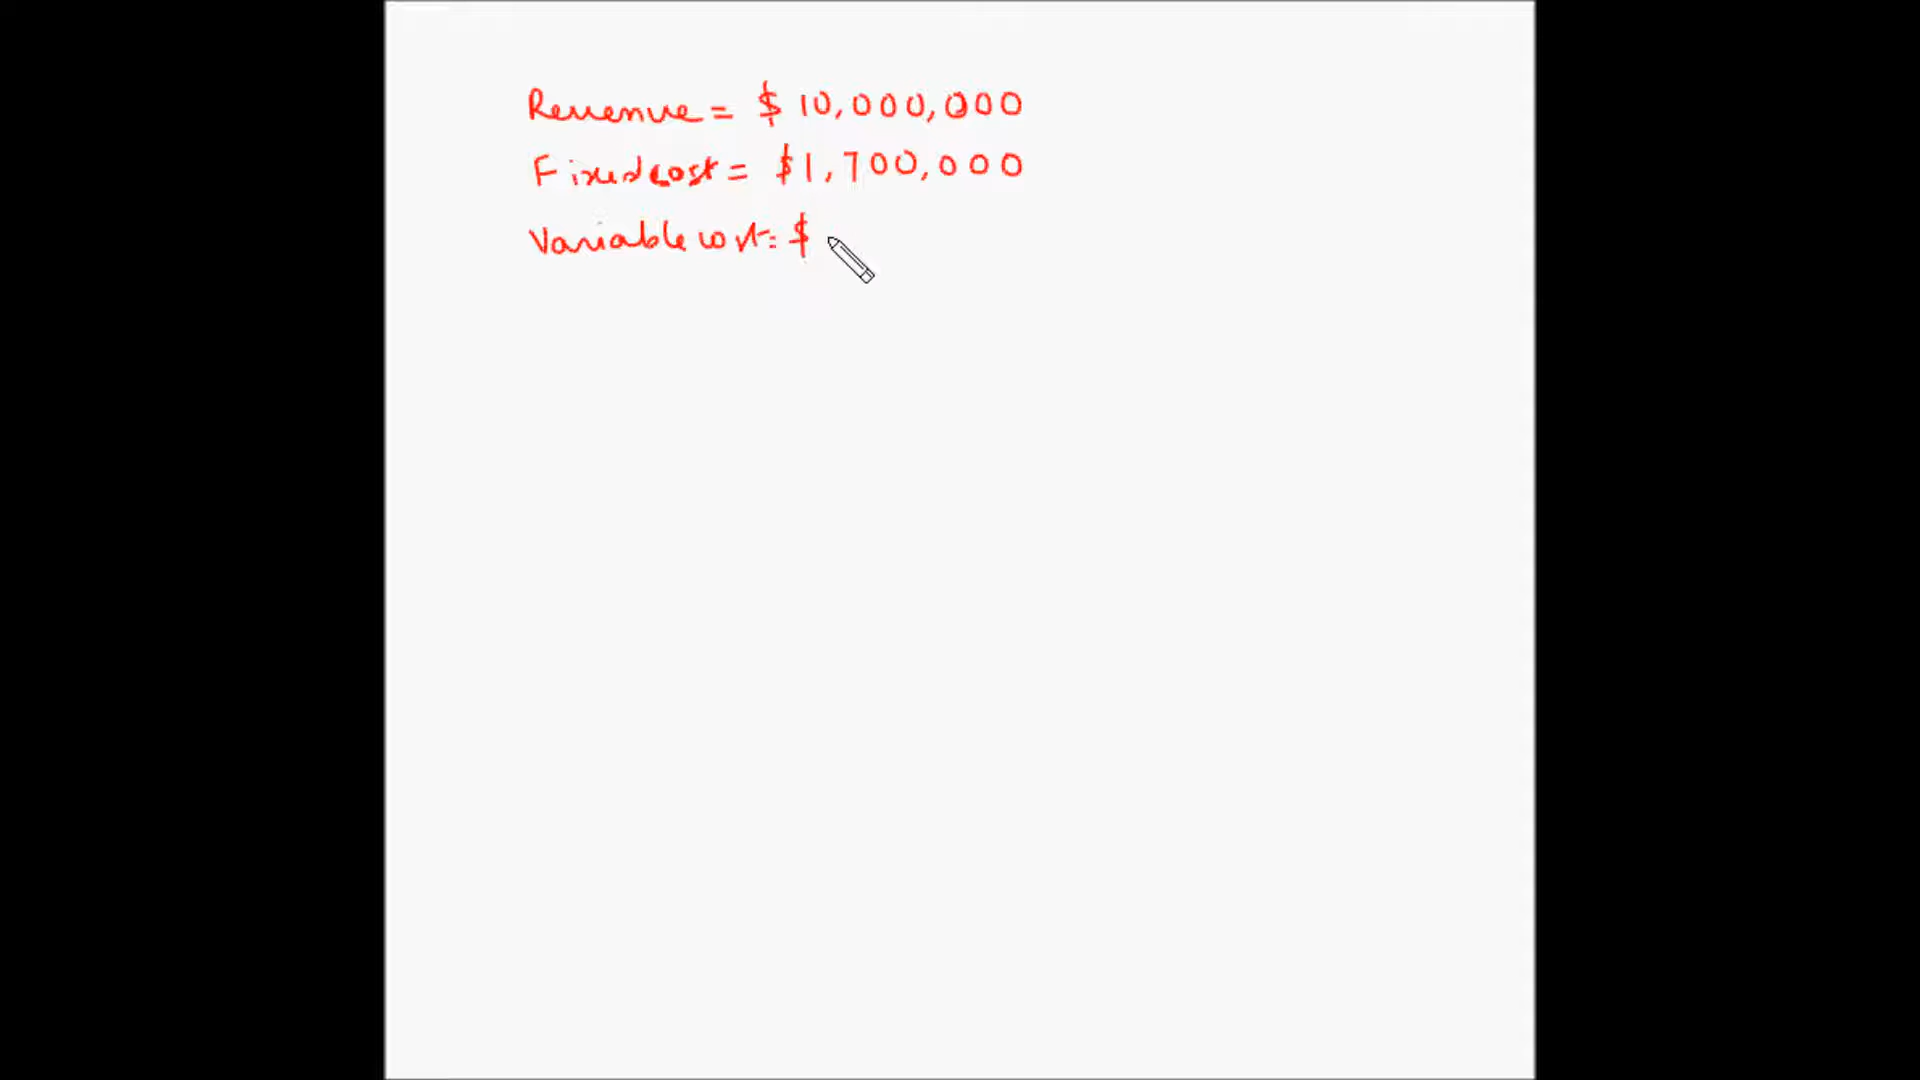 Revenue = $ 10,000,000
Fixed cost = $1,700,000
Variable cost = $